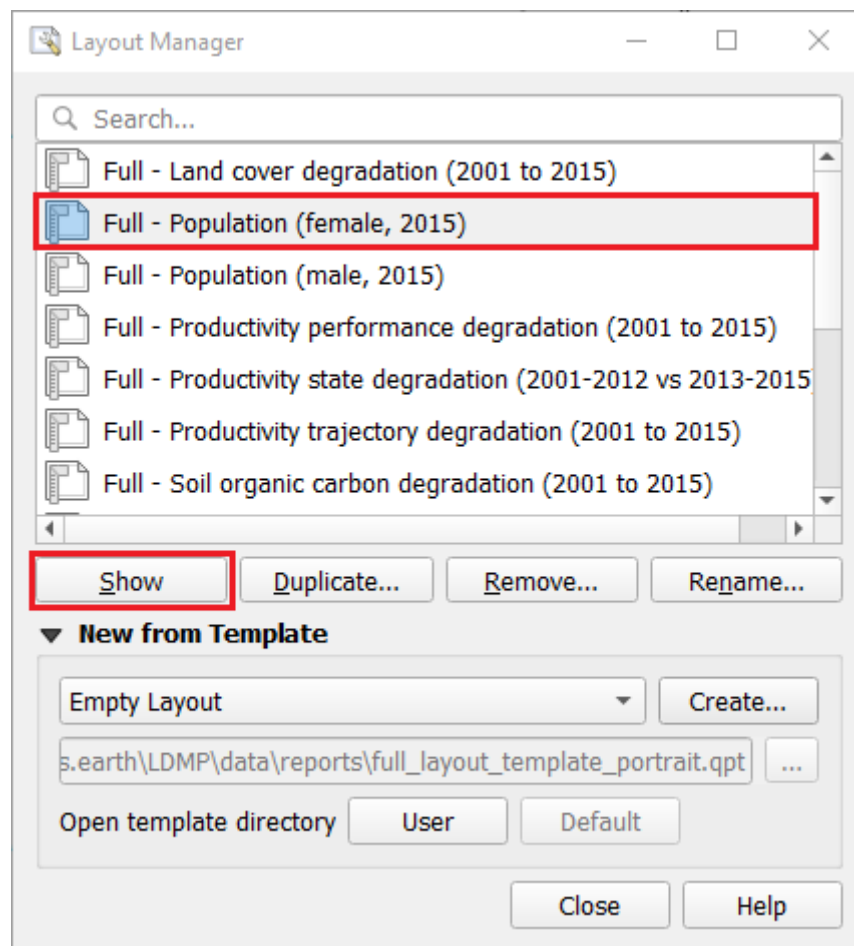 Layout Manager
Search...
Full - Land cover degradation (2001 to 2015)
Full - Population (female, 2015)
Full - Population (male, 2015)
Full - Productivity performance degradation (2001 to 2015)
Full - Productivity state degradation (2001-2012 vs 2013-2015
Full - Productivity trajectory degradation (2001 to 2015)
Full - Soil organic carbon degradation (2001 to 2015)
Show Duplicate... Remove... Rename...
New from Template
Empty Layout Create...
s.earth\LDMP\data\reports\full_layout_template_portrait.qpt ...
Open template directory User Default
Close Help